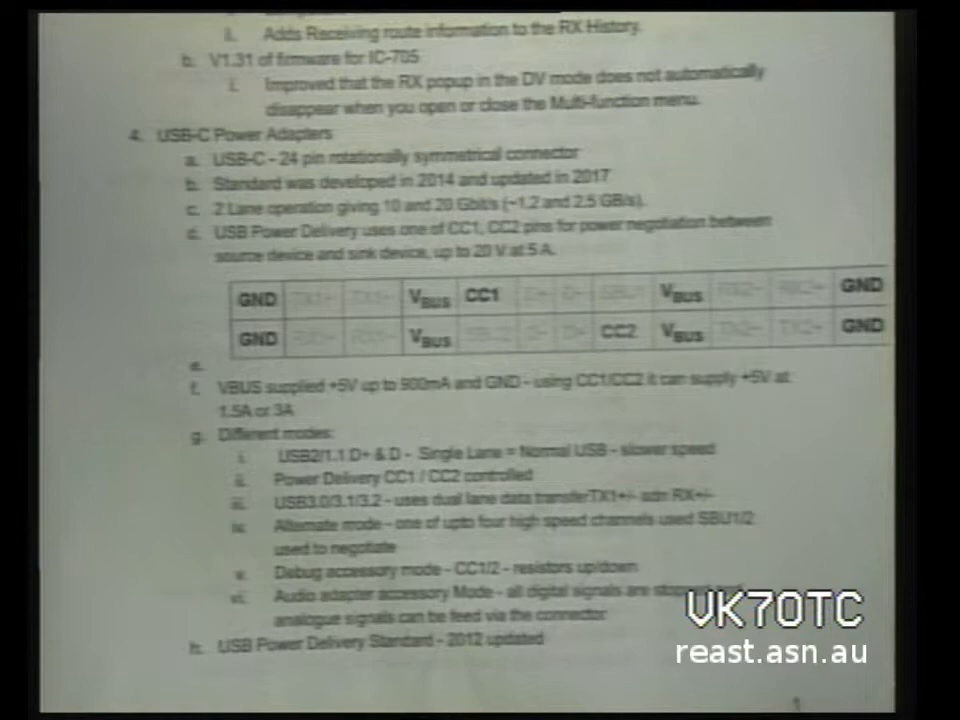 i. Adds Receiving route information to the RX History.
b. V1.31 of firmware for IC-705
i. Improved that the RX popup in the DV mode does not automatically
disappear when you open or close the Multi-function menu.
4. USB-C Power Adapters
a. USB-C - 24 pin rotationally symmetrical connector
b. Standard was developed in 2014 and updated in 2017
c. 2 Lane operation giving 10 and 20 Gbit/s (~1.2 and 2.5 GB/s).
d. USB Power Delivery uses one of CC1, CC2 pins for power negotiation between
source device and sink device, up to 20 V at 5 A.
GND TX1+ TX1- VBUS CC1 D+ D- SBU1 VBUS RX2- RX2+ GND
GND RX1+ RX1- VBUS SBU2 D- D+ CC2 VBUS TX2- TX2+ GND
e.
f. VBUS supplied +5V up to 900mA and GND - using CC1/CC2 it can supply +5V at
1.5A or 3A
g. Different modes:
i. USB2/1.1 D+ & D - Single Lane = Normal USB - slower speed
ii. Power Delivery CC1 / CC2 controlled
iii. USB3.0/3.1/3.2 - uses dual lane data transferTX1+/- adn RX+/-
iv. Alternate mode - one of upto four high speed channels used SBU1/2
used to negotiate
v. Debug accessory mode - CC1/2 - resistors up/down
vi. Audio adapter accessory Mode - all digital signals are and
analogue signals can be feed via the connector
h. USB Power Delivery Standard - 2012 updated
VK7OTC
reast.asn.au
1